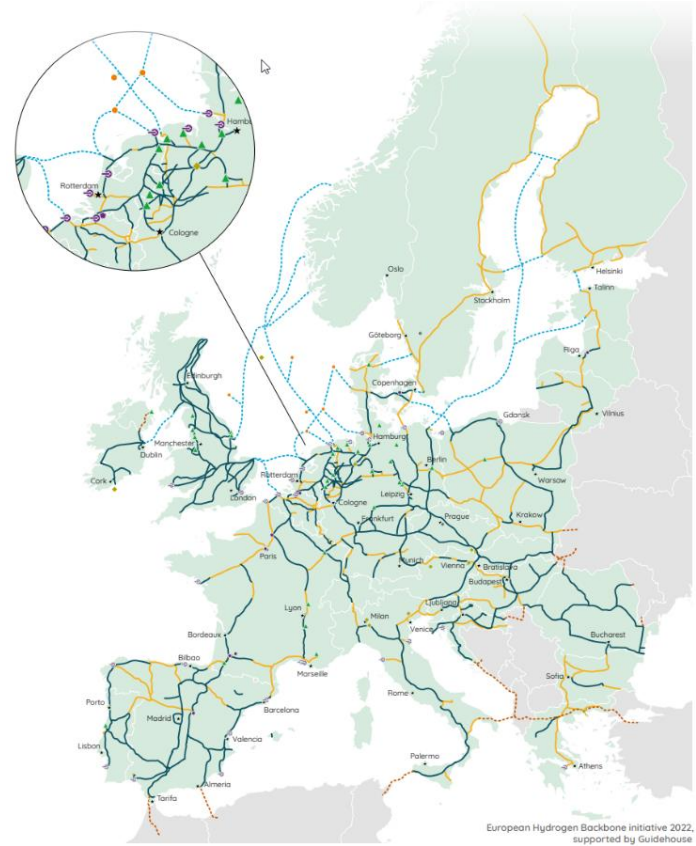 Hambu
Rotterdam
Cologne
Oslo
Helsinki
Stockholm
Talinn
Göteborg
Riga
Edinburgh
Copenhagen
Gdansk
Vilnius
Manchester
Hamburg
Dublin
Berlin
Cork
Rotterdam
Warsaw
London
Leipzig
Cologne
Frankfurt
Prague
Krakow
Paris
Munich
Vienna
Bratislava
Budapest
Ljubljana
Lyon
Milan
Venice
Bordeaux
Bucharest
Bilbao
Marseille
Sofia
Porto
Rome
Barcelona
Madrid
Lisbon
Valencia
Palermo
Athens
Almeria
Tarifa
European Hydrogen Backbone initiative 2022,
supported by Guidehouse